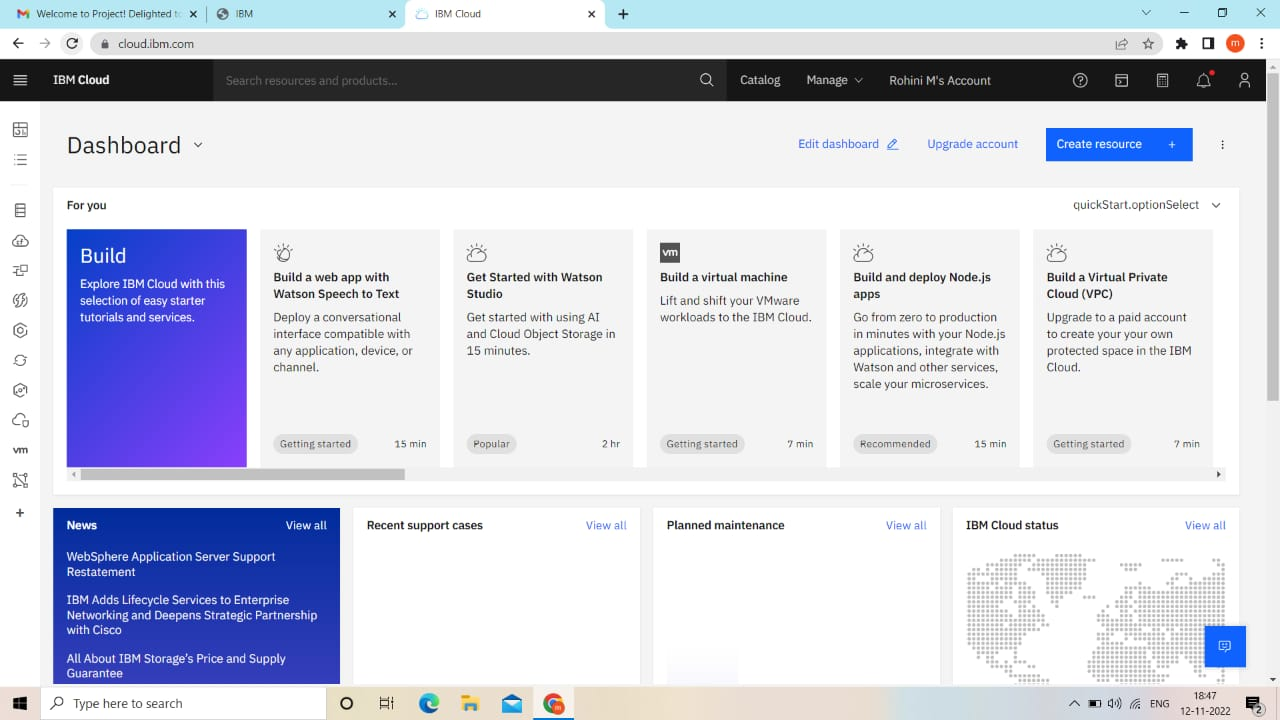 Welcome to Project! Delighted to
IBM
IBM Cloud
cloud.ibm.com
m
IBM Cloud
Search resources and products...
Catalog
Manage
Rohini M's Account
Dashboard
Edit dashboard
Upgrade account
Create resource +
For you
quickStart.optionSelect
Build
Explore IBM Cloud with this
selection of easy starter
tutorials and services.
Build a web app with
Watson Speech to Text
Deploy a conversational
interface compatible with
any application, device, or
channel.
Getting started
15 min
Get Started with Watson
Studio
Get started with using AI
and Cloud Object Storage in
15 minutes.
Popular
2 hr
vm
Build a virtual machine
Lift and shift your VMware
workloads to the IBM Cloud.
Getting started
7 min
Build and deploy Node.js
apps
Go from zero to production
in minutes with your Node.js
applications, integrate with
Watson and other services,
scale your microservices.
Recommended
15 min
Build a Virtual Private
Cloud (VPC)
Upgrade to a paid account
to create your your own
protected space in the IBM
Cloud.
Getting started
7 min
vm
News
View all
WebSphere Application Server Support
Restatement
IBM Adds Lifecycle Services to Enterprise
Networking and Deepens Strategic Partnership
with Cisco
All About IBM Storage's Price and Supply
Guarantee
Recent support cases
View all
Planned maintenance
View all
IBM Cloud status
View all
Type here to search
m
ENG
18:47
12-11-2022
2